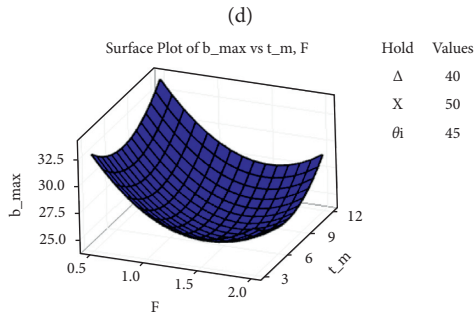 (d)
Surface Plot of b_max vs t_m, F
Hold Values
Δ 40
X 50
θi 45
b_max
32.5
30.0
27.5
25.0
0.5
1.0
1.5
2.0
F
3
6
9
12
t_m